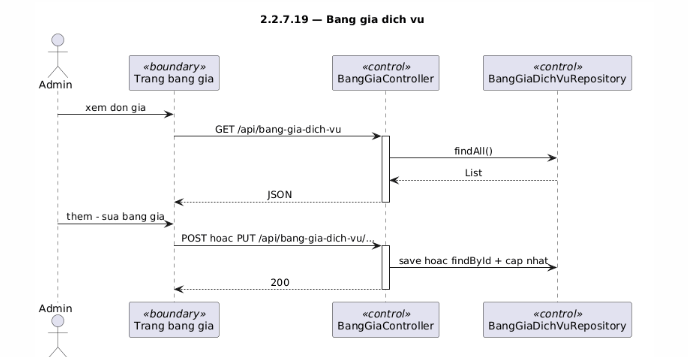 2.2.7.19 — Bang gia dich vu
Admin
«boundary»
Trang bang gia
«control»
BangGiaController
«control»
BangGiaDichVuRepository
xem don gia
GET /api/bang-gia-dich-vu
findAll()
List
JSON
them - sua bang gia
POST hoac PUT /api/bang-gia-dich-vu/...
save hoac findById + cap nhat
200
Admin
«boundary»
Trang bang gia
«control»
BangGiaController
«control»
BangGiaDichVuRepository